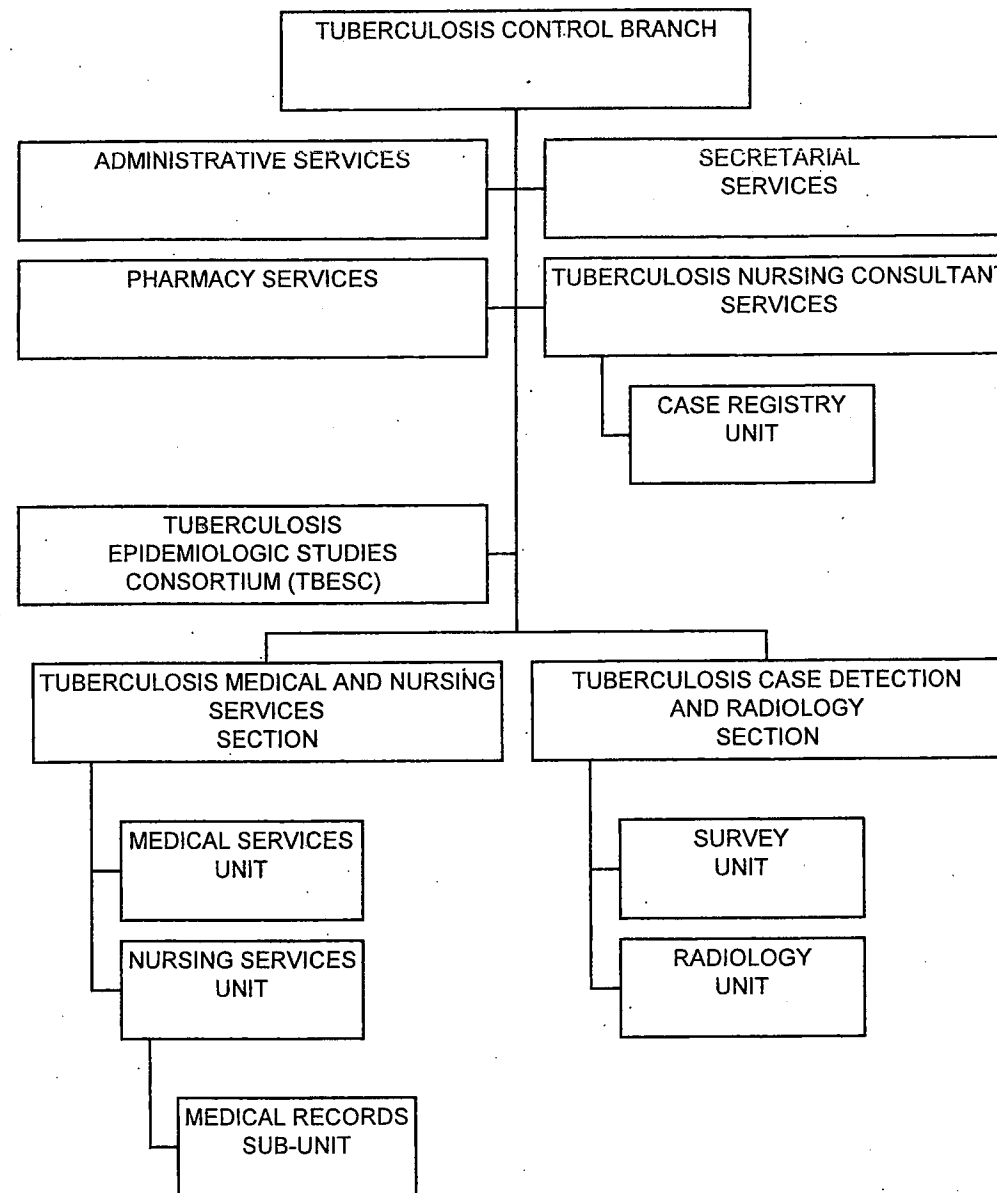 TUBERCULOSIS CONTROL BRANCH
ADMINISTRATIVE SERVICES
SECRETARIAL
SERVICES
PHARMACY SERVICES
TUBERCULOSIS NURSING CONSULTANT
SERVICES
CASE REGISTRY
UNIT
TUBERCULOSIS
EPIDEMIOLOGIC STUDIES
CONSORTIUM (TBESC)
TUBERCULOSIS MEDICAL AND NURSING
SERVICES
SECTION
TUBERCULOSIS CASE DETECTION
AND RADIOLOGY
SECTION
MEDICAL SERVICES
UNIT
SURVEY
UNIT
NURSING SERVICES
UNIT
RADIOLOGY
UNIT
MEDICAL RECORDS
SUB-UNIT